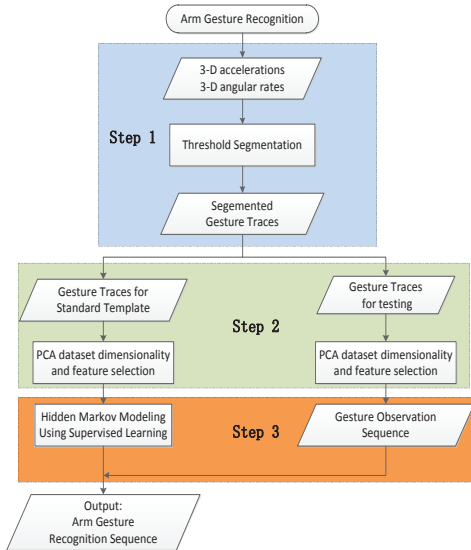 Arm Gesture Recognition
3-D accelerations
3-D angular rates
Step 1
Threshold Segmentation
Segemented
Gesture Traces
Gesture Traces for
Standard Template
Gesture Traces
for testing
Step 2
PCA dataset dimensionality
and feature selection
PCA dataset dimensionality
and feature selection
Hidden Markov Modeling
Using Supervised Learning
Step 3
Gesture Observation
Sequence
Output:
Arm Gesture
Recognition Sequence